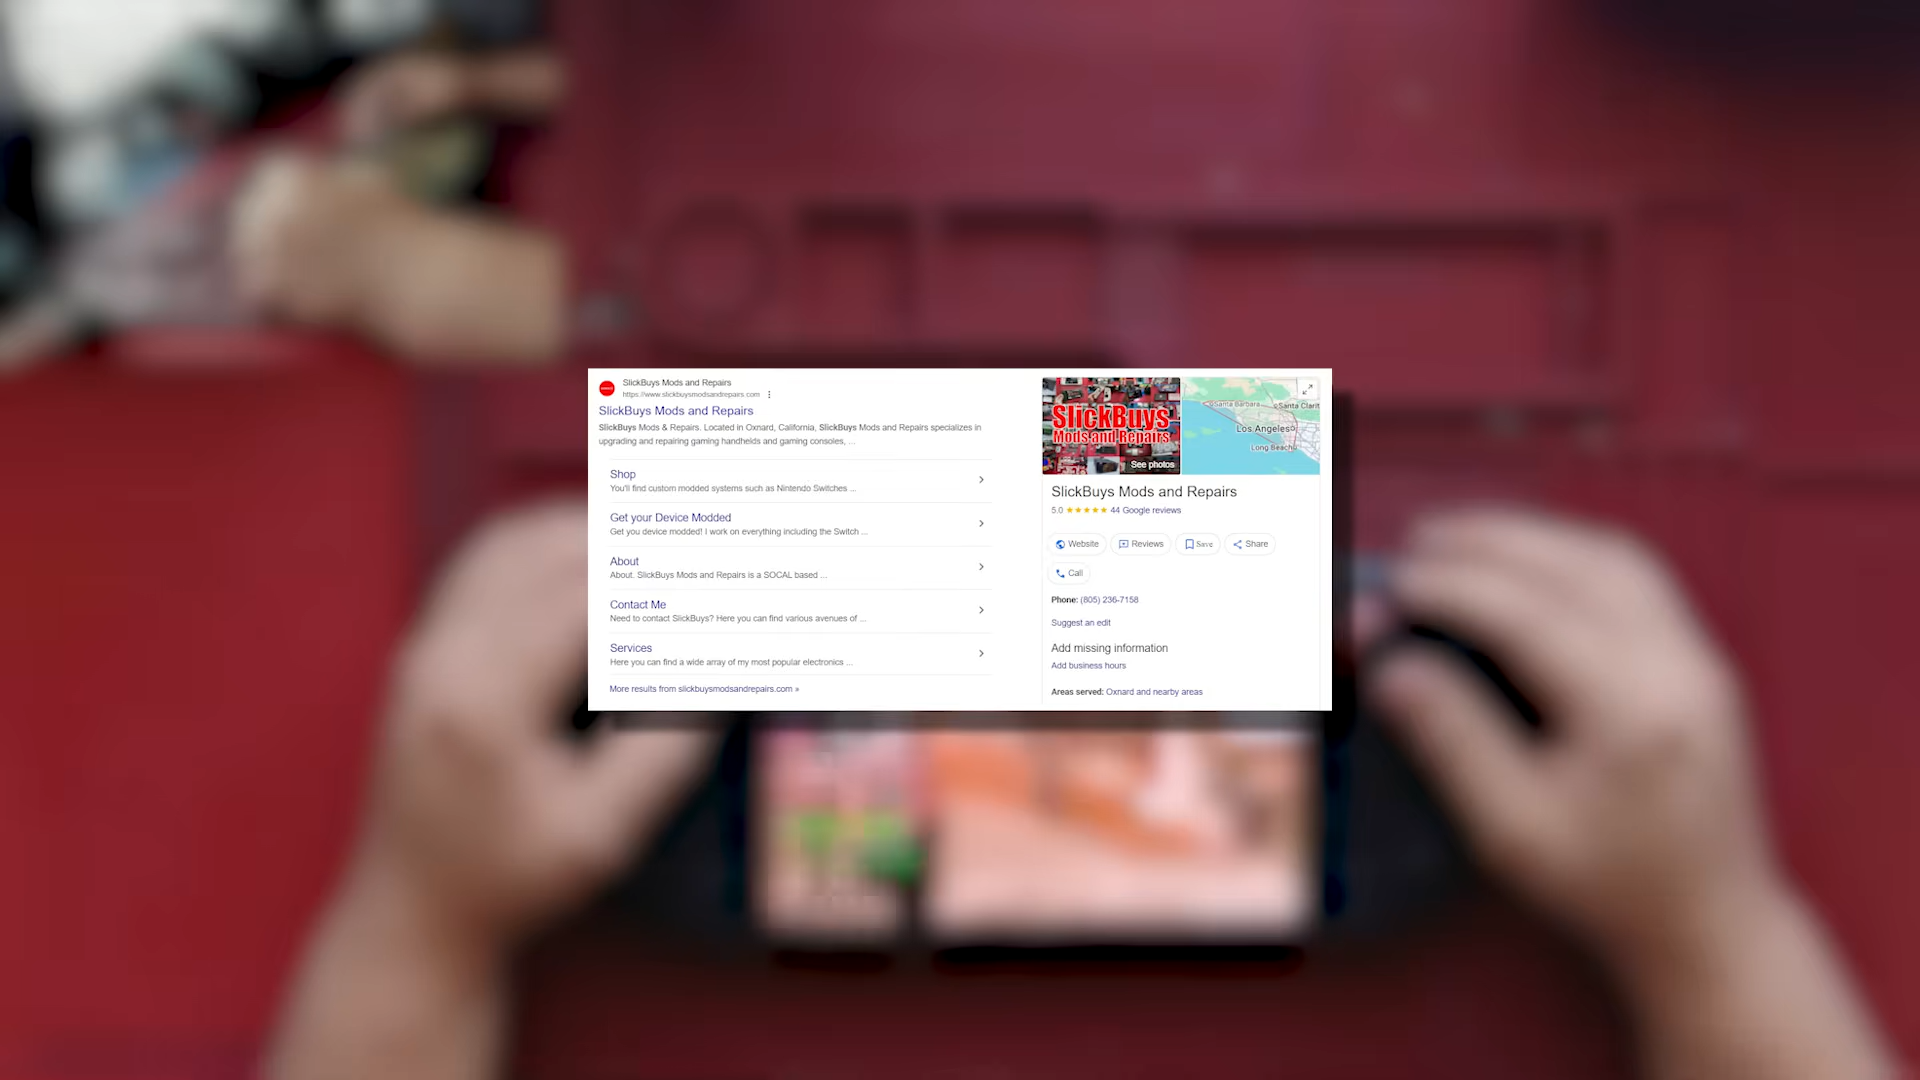 SlickBuys Mods and Repairs
https://www.slickbuysmodsandrepairs.com
SlickBuys Mods and Repairs
SlickBuys Mods & Repairs. Located in Oxnard, California, SlickBuys Mods and Repairs specializes in
upgrading and repairing gaming handhelds and gaming consoles, ...
Shop
You'll find custom modded systems such as Nintendo Switches ...
Get your Device Modded
Get you device modded! I work on everything including the Switch ...
About
About. SlickBuys Mods and Repairs is a SOCAL based ...
Contact Me
Need to contact SlickBuys? Here you can find various avenues of ...
Services
Here you can find a wide array of my most popular electronics ...
More results from slickbuysmodsandrepairs.com »
SlickBuys
Mods and Repairs
See photos
Santa Barbara
Santa Clarit
Los Angeles
Long Beach
SlickBuys Mods and Repairs
5.0 ★★★★★ 44 Google reviews
Website
Reviews
Save
Share
Call
Phone: (805) 236-7158
Suggest an edit
Add missing information
Add business hours
Areas served: Oxnard and nearby areas